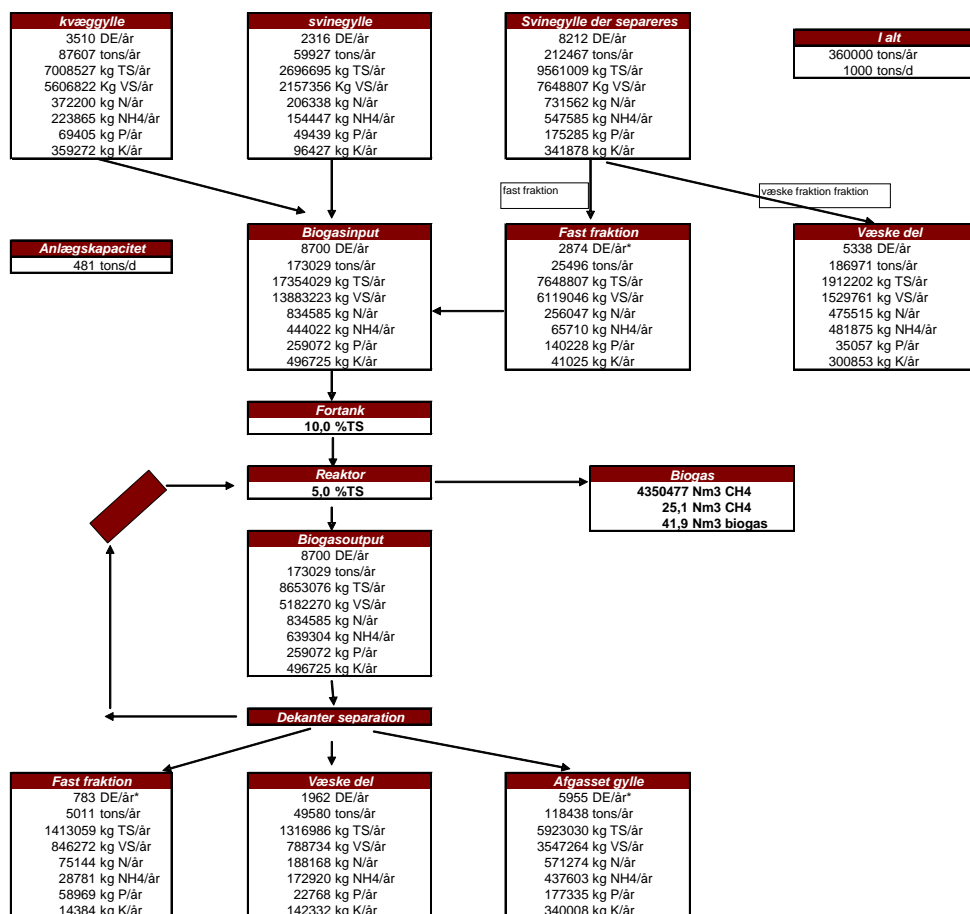 kvæggylle
3510 DE/år
87607 tons/år
7008527 kg TS/år
5606822 Kg VS/år
372200 kg N/år
223865 kg NH4/år
69405 kg P/år
359272 kg K/år
svinegylle
2316 DE/år
59927 tons/år
2696695 kg TS/år
2157356 Kg VS/år
206338 kg N/år
154447 kg NH4/år
49439 kg P/år
96427 kg K/år
Svinegylle der separeres
8212 DE/år
212467 tons/år
9561009 kg TS/år
7648807 Kg VS/år
731562 kg N/år
547585 kg NH4/år
175285 kg P/år
341878 kg K/år
I alt
360000 tons/år
1000 tons/d
fast fraktion
væske fraktion fraktion
Anlægskapacitet
481 tons/d
Biogasinput
8700 DE/år
173029 tons/år
17354029 kg TS/år
13883223 kg VS/år
834585 kg N/år
444022 kg NH4/år
259072 kg P/år
496725 kg K/år
Fast fraktion
2874 DE/år*
25496 tons/år
7648807 kg TS/år
6119046 kg VS/år
256047 kg N/år
65710 kg NH4/år
140228 kg P/år
41025 kg K/år
Væske del
5338 DE/år
186971 tons/år
1912202 kg TS/år
1529761 kg VS/år
475515 kg N/år
481875 kg NH4/år
35057 kg P/år
300853 kg K/år
Fortank
10,0 %TS
Reaktor
5,0 %TS
Biogas
4350477 Nm3 CH4
25,1 Nm3 CH4
41,9 Nm3 biogas
Biogasoutput
8700 DE/år
173029 tons/år
8653076 kg TS/år
5182270 kg VS/år
834585 kg N/år
639304 kg NH4/år
259072 kg P/år
496725 kg K/år
Dekanter separation
Fast fraktion
783 DE/år*
5011 tons/år
1413059 kg TS/år
846272 kg VS/år
75144 kg N/år
28781 kg NH4/år
58969 kg P/år
14384 kg K/år
Væske del
1962 DE/år
49580 tons/år
1316986 kg TS/år
788734 kg VS/år
188168 kg N/år
172920 kg NH4/år
22768 kg P/år
142332 kg K/år
Afgasset gylle
5955 DE/år*
118438 tons/år
5923030 kg TS/år
3547264 kg VS/år
571274 kg N/år
437603 kg NH4/år
177335 kg P/år
340008 kg K/år